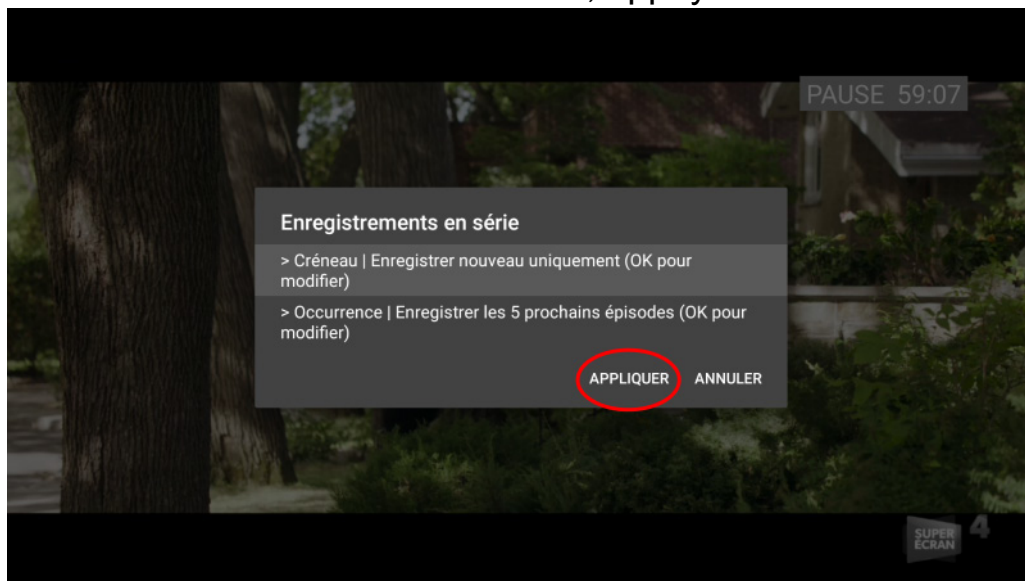 PAUSE 59:07
Enregistrements en série
> Créneau | Enregistrer nouveau uniquement (OK pour
modifier)
> Occurrence | Enregistrer les 5 prochains épisodes (OK pour
modifier)
APPLIQUER ANNULER
SUPER
ÉCRAN 4